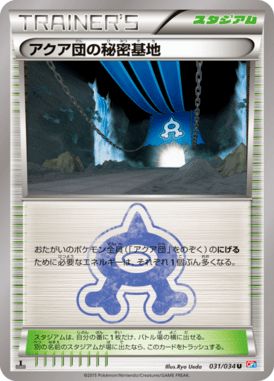 TRAINER'S
スタジアム
アクア団の秘密基地
おたがいのポケモン全員(「アクア団」をのぞく)のにげる
ために必要なエネルギーは、それぞれ1個ぶん多くなる。
スタジアムは、自分の番に1枚だけ、バトル場の横に出せる。
別の名前のスタジアムが場に出たなら、このカードをトラッシュする。
Illus.Ryo Ueda
031/034 U
©2015 Pokémon/Nintendo/Creatures/GAME FREAK.